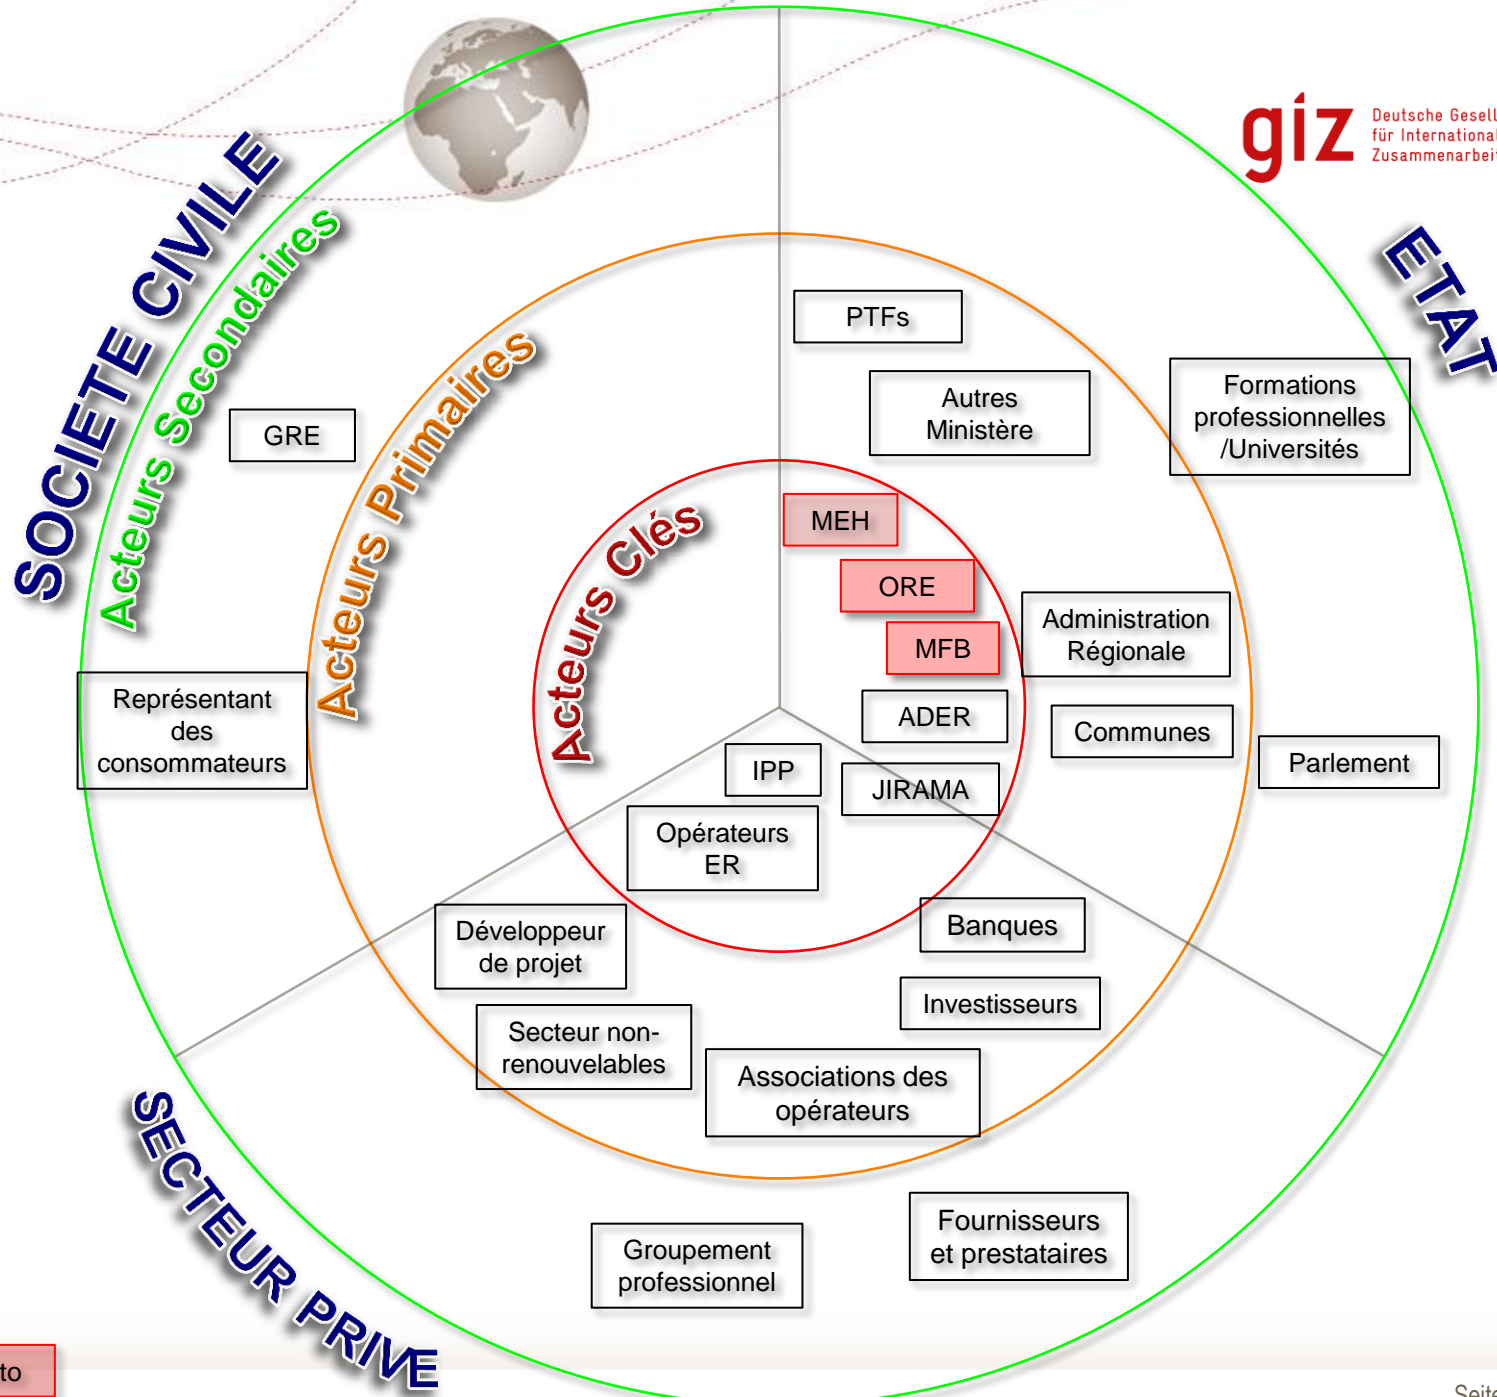 giz
Deutsche Gesell
für International
Zusammenarbeit
SOCIETE CIVILE
Acteurs Secondaires
Acteurs Primaires
Acteurs Clés
ETAT
PTFs
Autres
Ministère
Formations
professionnelles
/Universités
GRE
MEH
ORE
MFB
Administration
Régionale
ADER
Communes
Parlement
Représentant
des
consommateurs
IPP
JIRAMA
Opérateurs
ER
Banques
Développeur
de projet
Investisseurs
Secteur non-
renouvelables
Associations des
opérateurs
Fournisseurs
et prestataires
Groupement
professionnel
SECTEUR PRIVE
to
Seite